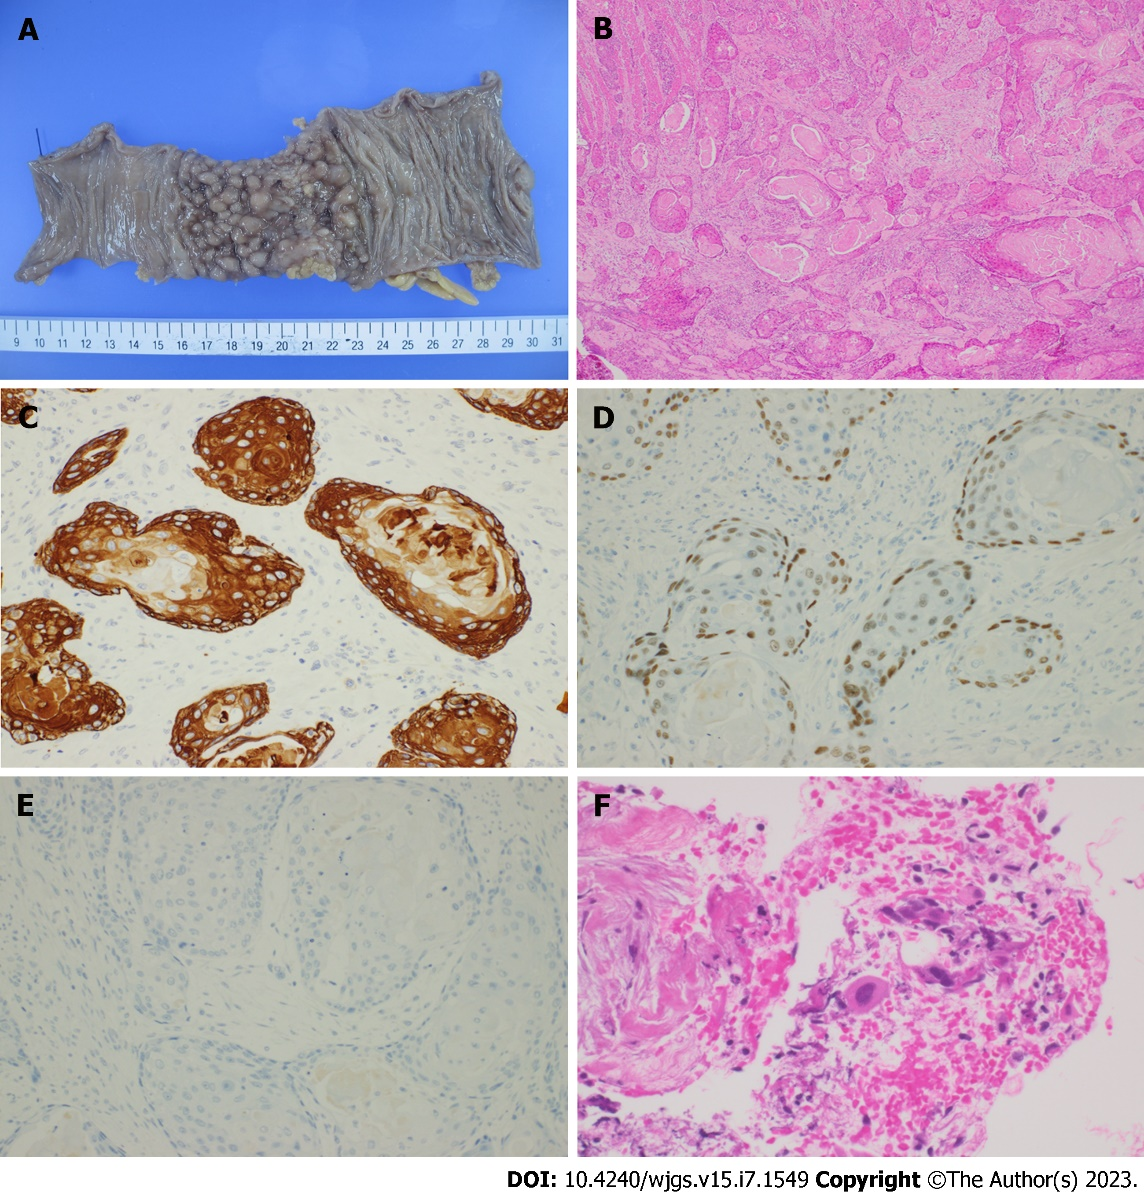 A
B
9 10 11 12 13 14 15 16 17 18 19 20 21 22 23 24 25 26 27 28 29 30 31
C
D
E
F
DOI: 10.4240/wjgs.v15.i7.1549 Copyright ©The Author(s) 2023.